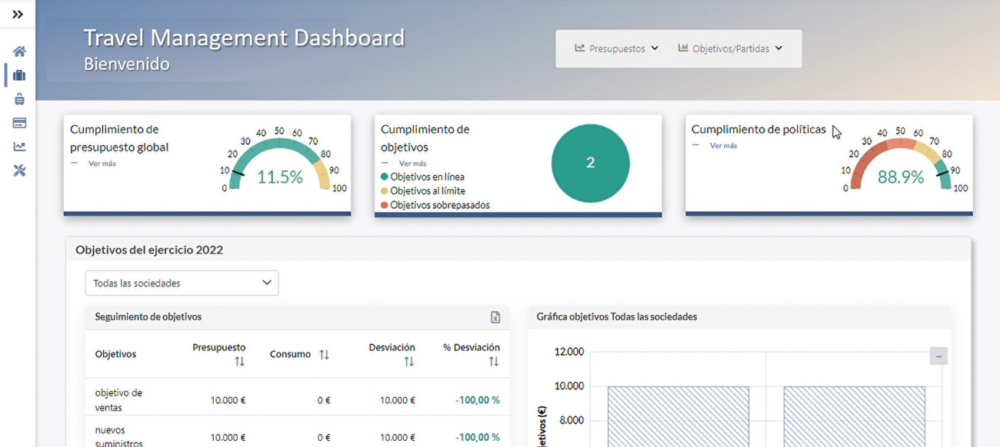 Travel Management Dashboard
Bienvenido
Presupuestos
Objetivos/Partidas
Cumplimiento de
presupuesto global
Ver más
0
10
20
30
40
50
60
70
80
90
100
11.5%
Cumplimiento de
objetivos
Ver más
Objetivos en línea
Objetivos al límite
Objetivos sobrepasados
2
Cumplimiento de políticas
Ver más
0
10
20
30
40
50
60
70
80
90
100
88.9%
Objetivos del ejercicio 2022
Todas las sociedades
Seguimiento de objetivos
Objetivos
Presupuesto
Consumo
Desviación
% Desviación
objetivo de
ventas
10.000 €
0 €
10.000 €
-100,00 %
nuevos
suministros
10.000 €
0 €
10.000 €
-100,00 %
Gráfica objetivos Todas las sociedades
12.000
10.000
8.000